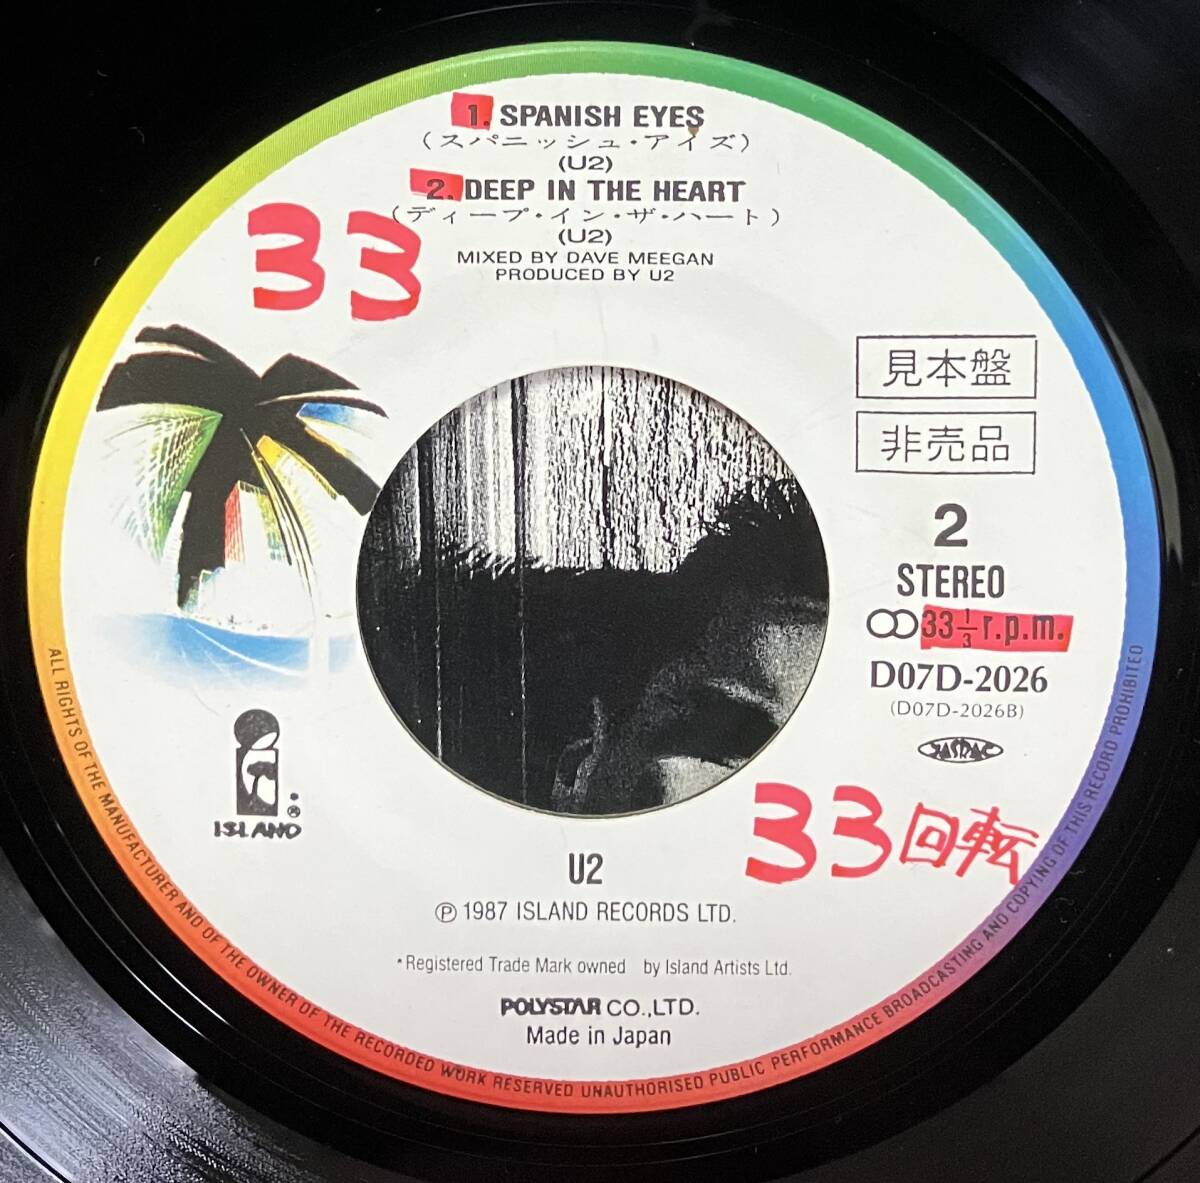 1. SPANISH EYES
(スパニッシュ・アイズ)
(U2)
2. DEEP IN THE HEART
(ディープ・イン・ザ・ハート)
(U2)
MIXED BY DAVE MEEGAN
PRODUCED BY U2
33
見本盤
非売品
2
STEREO
33 1/3 r.p.m.
D07D-2026
(D07D-2026B)
JASRAC
ISLAND®
33回転
U2
Ⓟ 1987 ISLAND RECORDS LTD.
*Registered Trade Mark owned by Island Artists Ltd.
POLYSTAR CO.,LTD.
Made in Japan
ALL RIGHTS OF THE MANUFACTURER AND OF THE OWNER OF THE RECORDED WORK RESERVED UNAUTHORISED PUBLIC PERFORMANCE BROADCASTING AND COPYING OF THIS RECORD PROHIBITED